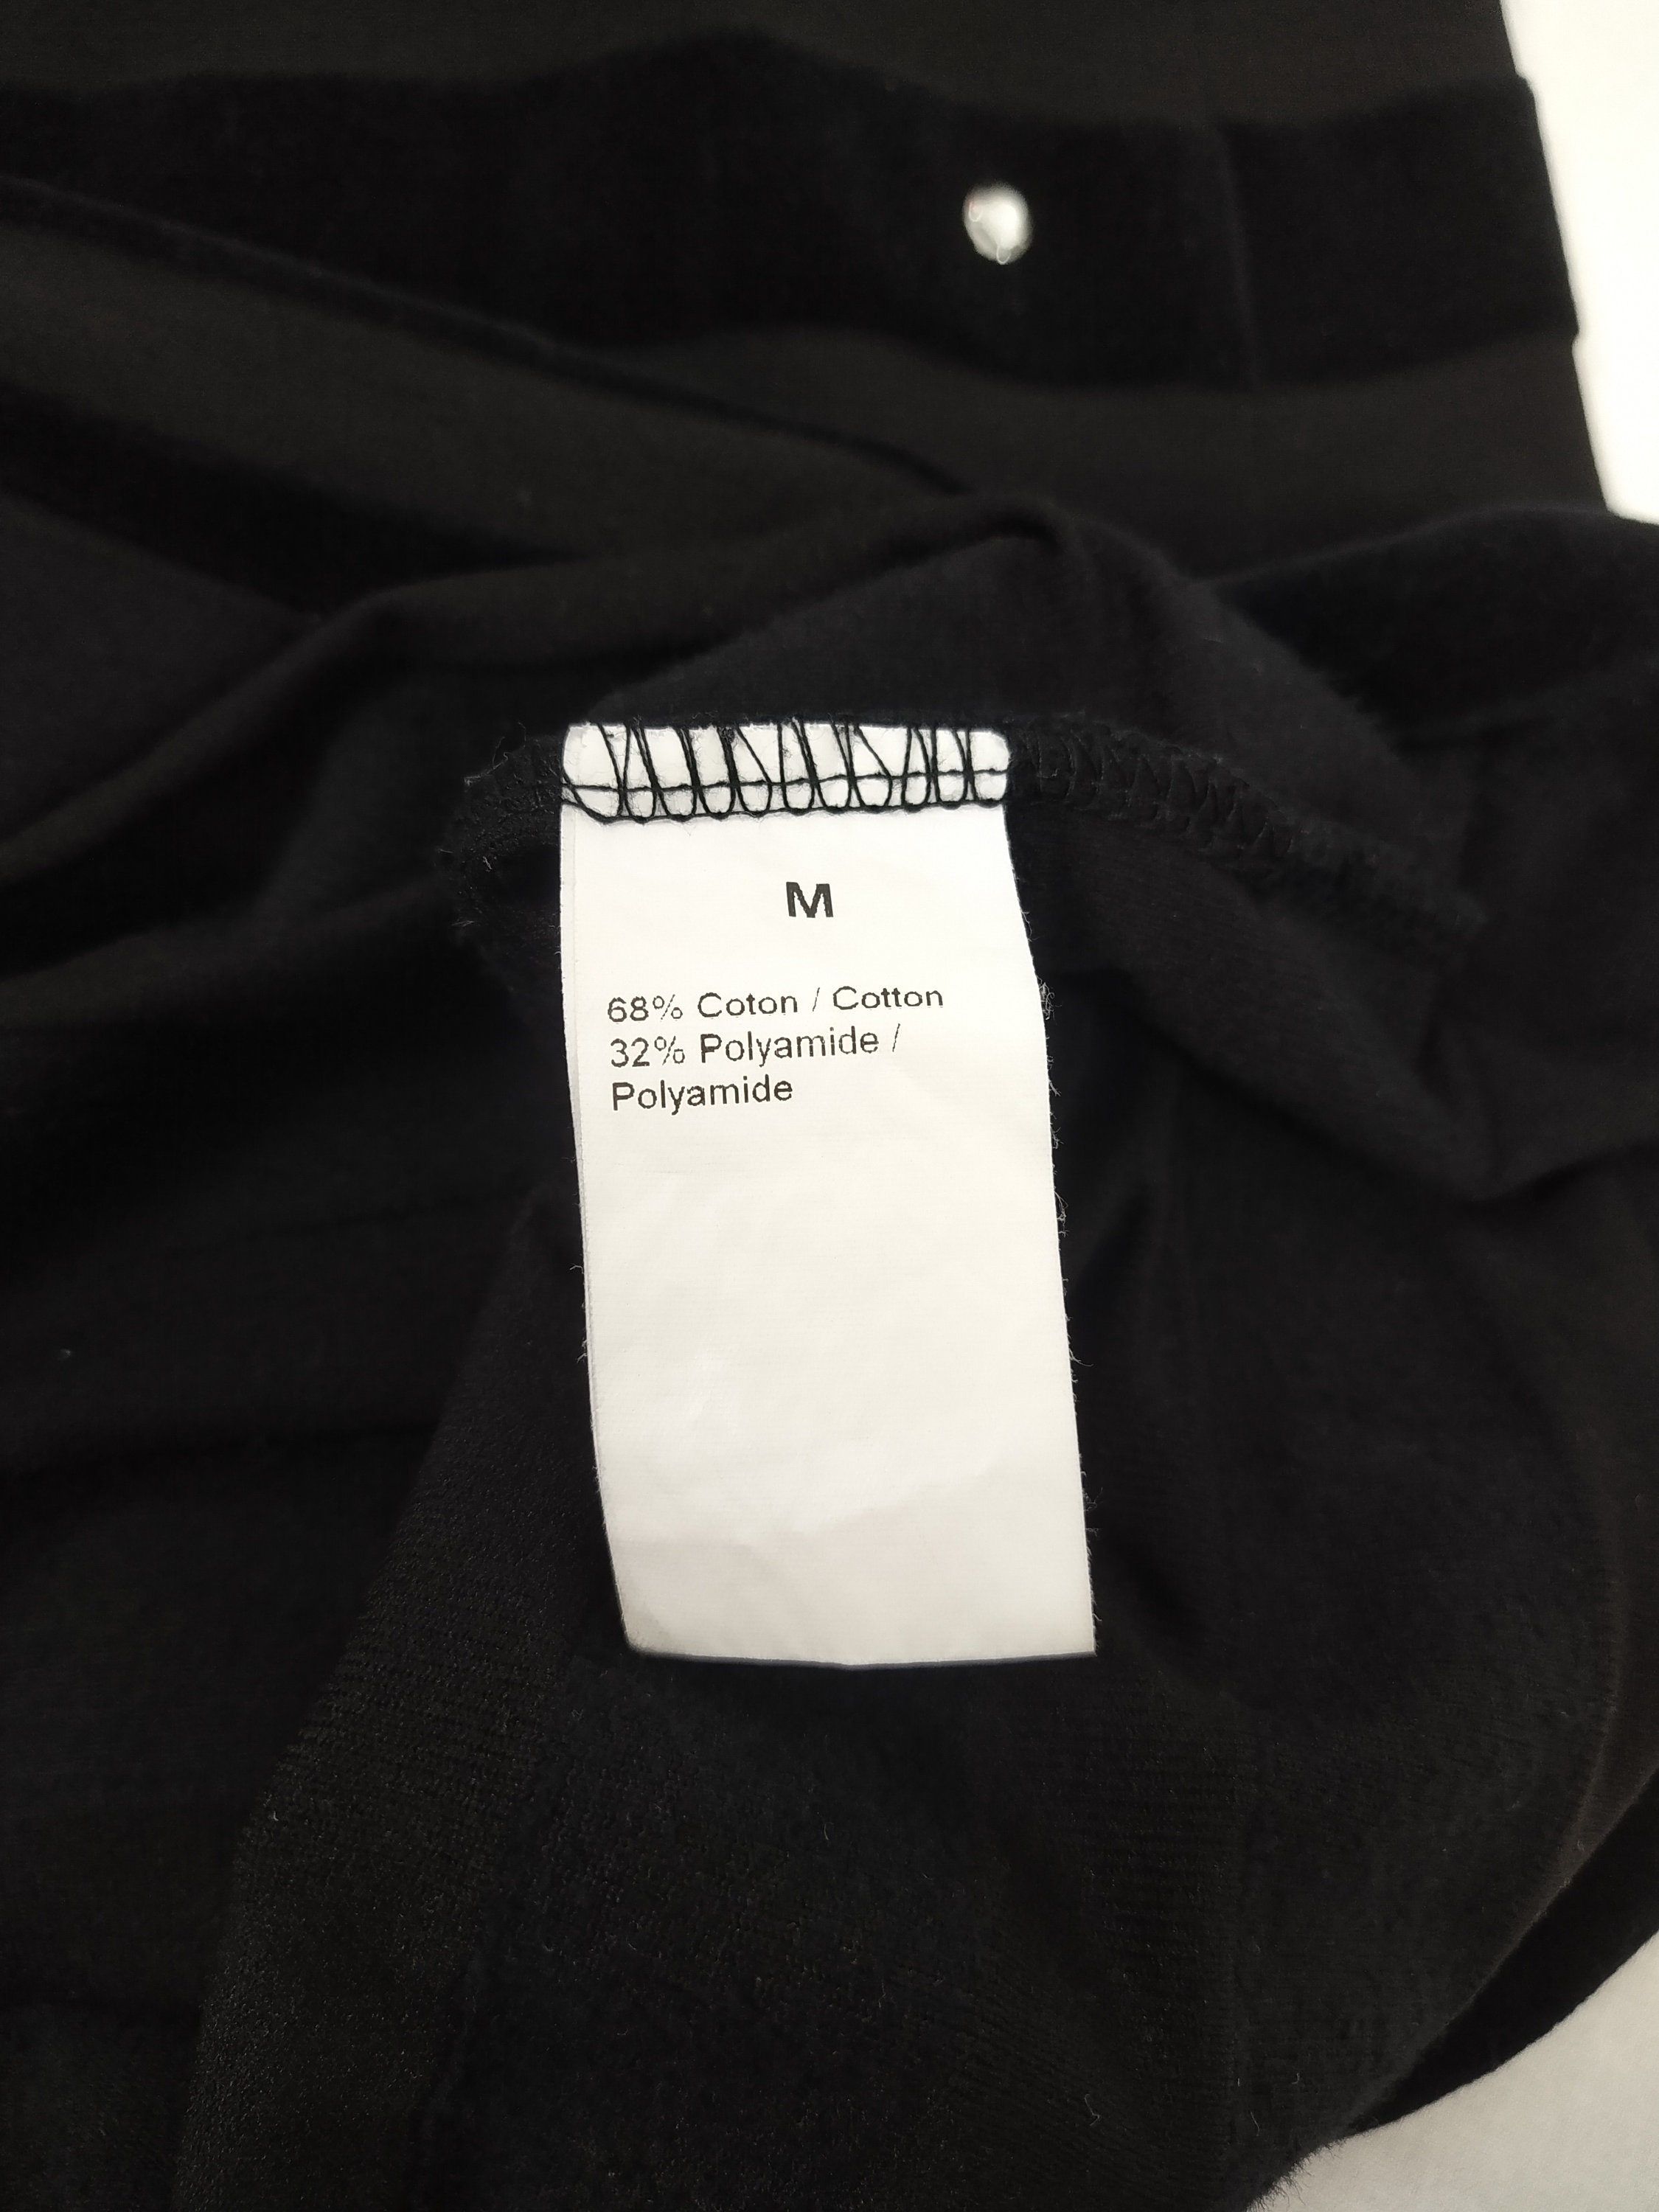 M
68% Coton / Cotton
32% Polyamide /
Polyamide